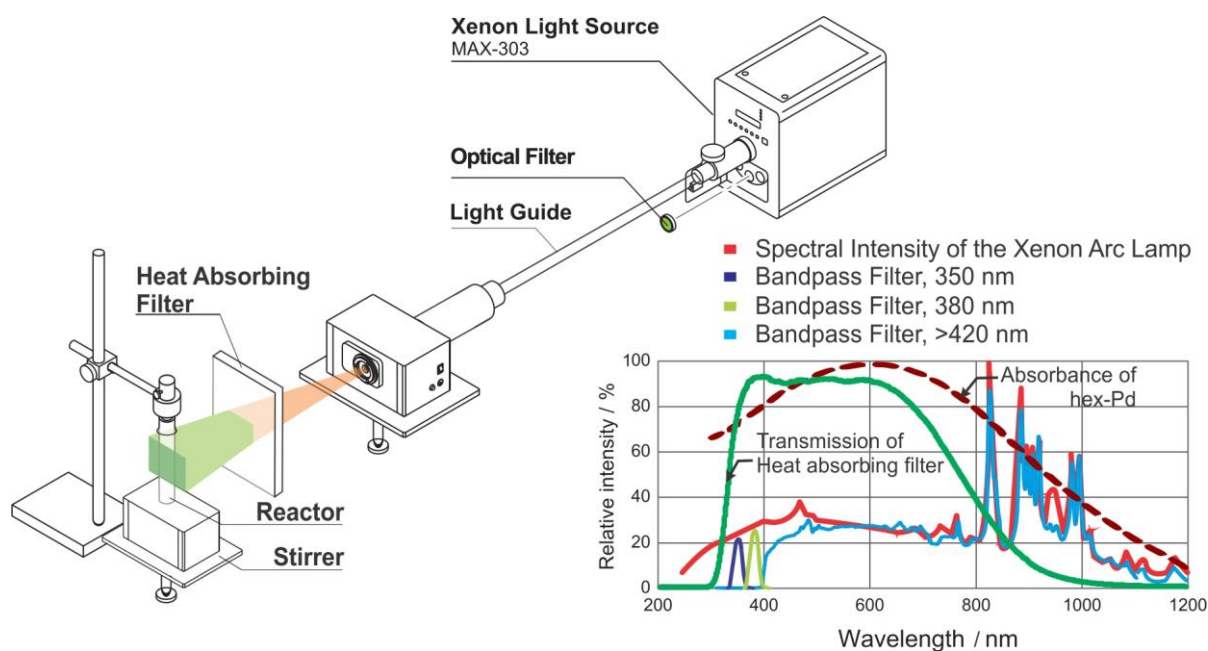 Xenon Light Source
MAX-303
Optical Filter
Light Guide
Heat Absorbing
Filter
Reactor
Stirrer
Spectral Intensity of the Xenon Arc Lamp
Bandpass Filter, 350 nm
Bandpass Filter, 380 nm
Bandpass Filter, >420 nm
Relative intensity / %
100
80
60
40
20
0
Absorbance of
hex-Pd
Transmission of
Heat absorbing filter
200
400
600
800
1000
1200
Wavelength / nm